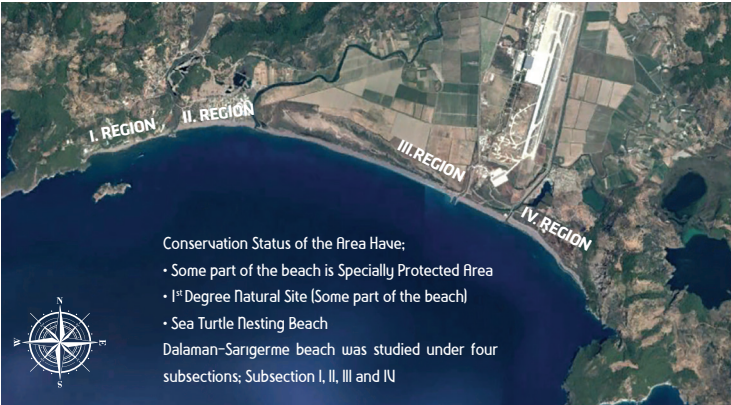 I. REGION
II. REGION
III.REGION
IV. REGION
Conservation Status of the Area Have;
• Some part of the beach is Specially Protected Area
• 1st Degree Natural Site (Some part of the beach)
• Sea Turtle Nesting Beach
Dalaman-Sarıgerme beach was studied under four
subsections; Subsection I, II, III and IV
N
W
E
S